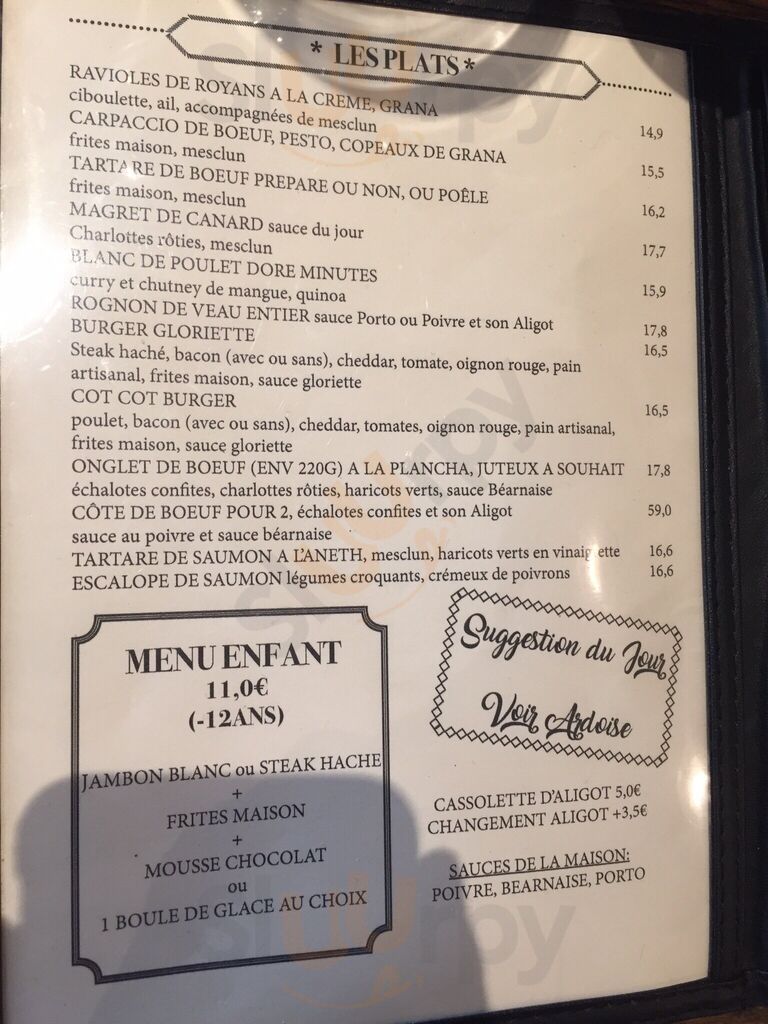 * LES PLATS *
RAVIOLES DE ROYANS A LA CREME, GRANA
ciboulette, ail, accompagnées de mesclun 14,9
CARPACCIO DE BOEUF, PESTO, COPEAUX DE GRANA
frites maison, mesclun 15,5
TARTARE DE BOEUF PREPARE OU NON, OU POÊLE
frites maison, mesclun 16,2
MAGRET DE CANARD sauce du jour
Charlottes rôties, mesclun 17,7
BLANC DE POULET DORE MINUTES
curry et chutney de mangue, quinoa 15,9
ROGNON DE VEAU ENTIER sauce Porto ou Poivre et son Aligot 17,8
BURGER GLORIETTE 16,5
Steak haché, bacon (avec ou sans), cheddar, tomate, oignon rouge, pain
artisanal, frites maison, sauce gloriette
COT COT BURGER 16,5
poulet, bacon (avec ou sans), cheddar, tomates, oignon rouge, pain artisanal,
frites maison, sauce gloriette
ONGLET DE BOEUF (ENV 220G) A LA PLANCHA, JUTEUX A SOUHAIT 17,8
échalotes confites, charlottes rôties, haricots verts, sauce Béarnaise
CÔTE DE BOEUF POUR 2, échalotes confites et son Aligot 59,0
sauce au poivre et sauce béarnaise
TARTARE DE SAUMON A L'ANETH, mesclun, haricots verts en 16,6
ESCALOPE DE SAUMON légumes croquants, crémeux de poivrons 16,6
MENU ENFANT
11,0€
(-12ANS)
JAMBON BLANC ou STEAK HACHE
+
FRITES MAISON
+
MOUSSE CHOCOLAT
ou
1 BOULE DE GLACE AU CHOIX
Suggestion du Jour
Voir Ardoise
CASSOLETTE D'ALIGOT 5,0€
CHANGEMENT ALIGOT +3,5€
SAUCES DE LA MAISON:
POIVRE, BEARNAISE, PORTO
slurpy
slurpy
slurpy